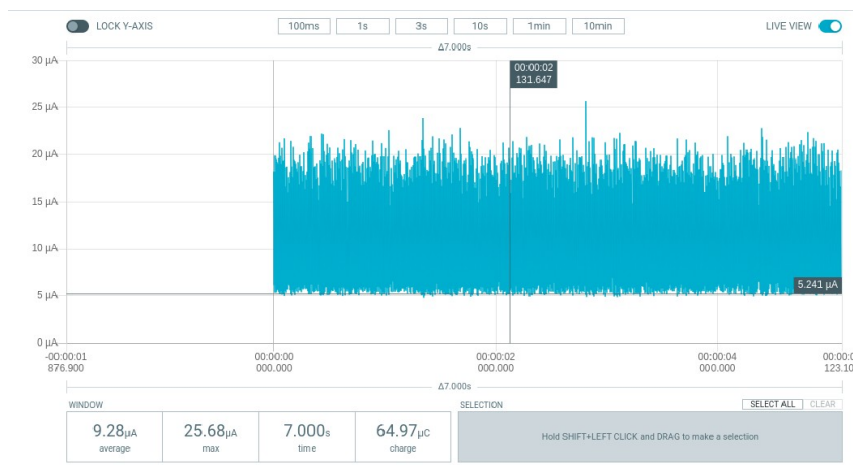 LOCK Y-AXIS 100ms 1s 3s 10s 1min 10min LIVE VIEW
Δ7.000s
30 µA
00:00:02
131.647
25 µA
20 µA
15 µA
10 µA
5.241 µA
5 µA
0 µA
-00:00:01 00:00:00 00:00:02 00:00:04 00:00:0
876.900 000.000 000.000 000.000 123.10
Δ7.000s
WINDOW SELECTION SELECT ALL CLEAR
9.28µA 25.68µA 7.000s 64.97µC
average max time charge
Hold SHIFT+LEFT CLICK and DRAG to make a selection